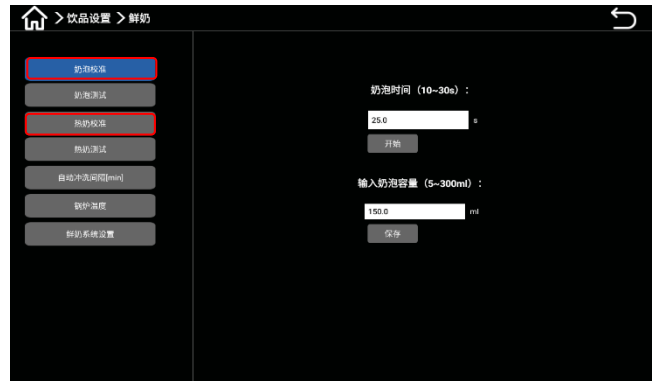 饮品设置 > 鲜奶
奶泡校准
奶泡测试
热奶校准
热奶测试
自动冲洗间隔[min]
锅炉温度
鲜奶系统设置
奶泡时间（10~30s）：
25.0 s
开始
输入奶泡容量（5~300ml）：
150.0 ml
保存